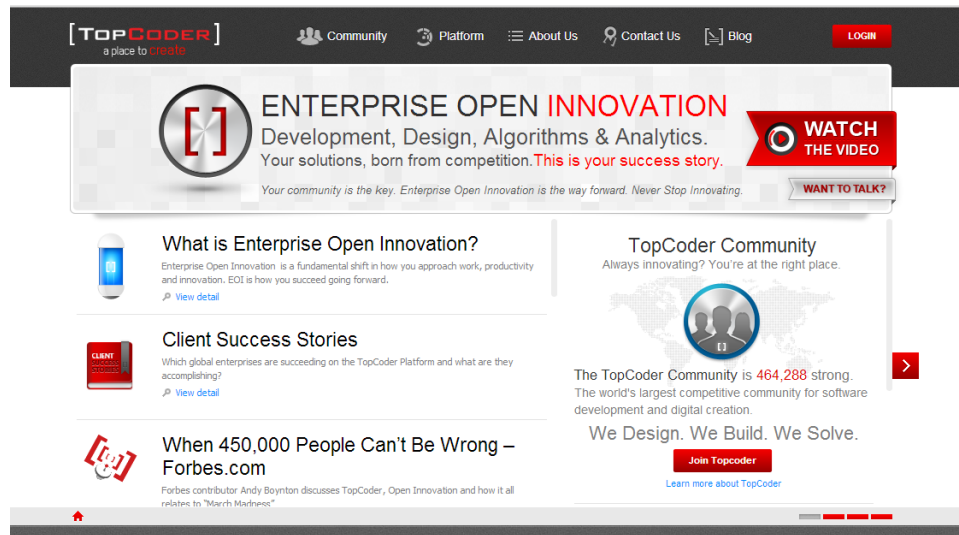 [TOPCODER]
a place to create
Community
Platform
About Us
Contact Us
Blog
LOGIN
[ ]
ENTERPRISE OPEN INNOVATION
Development, Design, Algorithms & Analytics.
Your solutions, born from competition.This is your success story.
Your community is the key. Enterprise Open Innovation is the way forward. Never Stop Innovating.
WATCH
THE VIDEO
WANT TO TALK?
What is Enterprise Open Innovation?
Enterprise Open Innovation is a fundamental shift in how you approach work, productivity
and innovation. EOI is how you succeed going forward.
View detail
CLIENT
SUCCESS
STORIES
Client Success Stories
Which global enterprises are succeeding on the TopCoder Platform and what are they
accomplishing?
View detail
When 450,000 People Can't Be Wrong –
Forbes.com
Forbes contributor Andy Boynton discusses TopCoder, Open Innovation and how it all
relates to "March Madness"
TopCoder Community
Always innovating? You're at the right place.
[ ]
The TopCoder Community is 464,288 strong.
The world's largest competitive community for software
development and digital creation.
We Design. We Build. We Solve.
Join Topcoder
Learn more about TopCoder